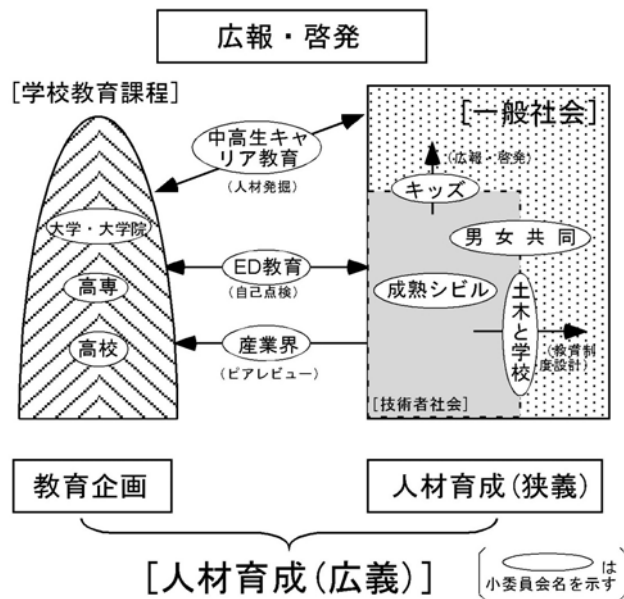 広報・啓発
[学校教育課程]
[一般社会]
中高生キャ
リア教育
(人材発掘)
(広報・啓発)
キッズ
大学・大学院
男女共同
ED教育
(自己点検)
高専
成熟シビル
土木と学校
高校
産業界
(ピアレビュー)
(教員制
度設計)
[技術者社会]
教育企画
人材育成(狭義)
[人材育成(広義)]
は
小委員会名を示す